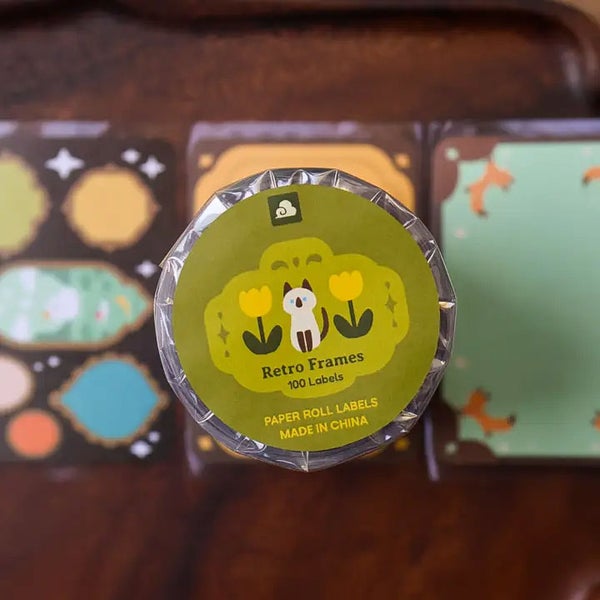 Retro Frames
100 Labels
PAPER ROLL LABELS
MADE IN CHINA